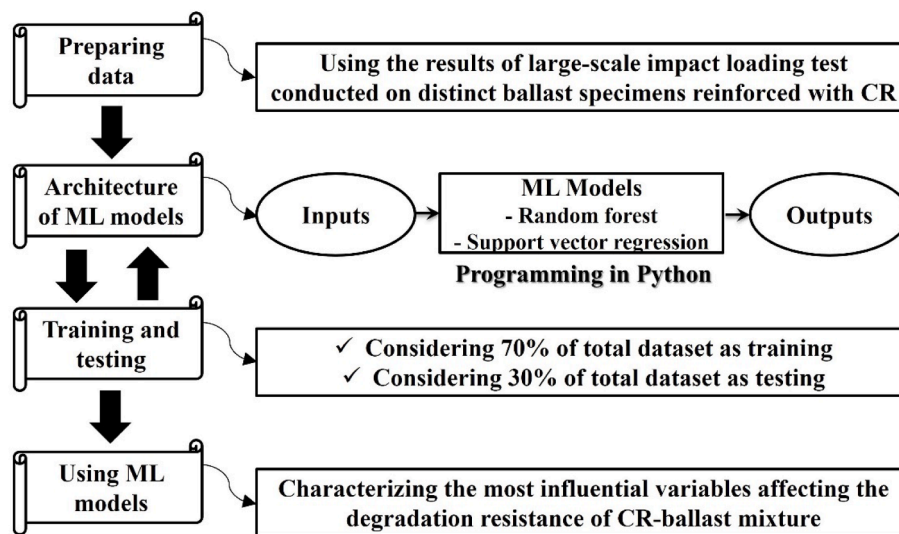 Preparing
data
Using the results of large-scale impact loading test
conducted on distinct ballast specimens reinforced with CR
Architecture
of ML models
Inputs
ML Models
- Random forest
- Support vector regression
Outputs
Programming in Python
Training and
testing
✓ Considering 70% of total dataset as training
✓ Considering 30% of total dataset as testing
Using ML
models
Characterizing the most influential variables affecting the
degradation resistance of CR-ballast mixture